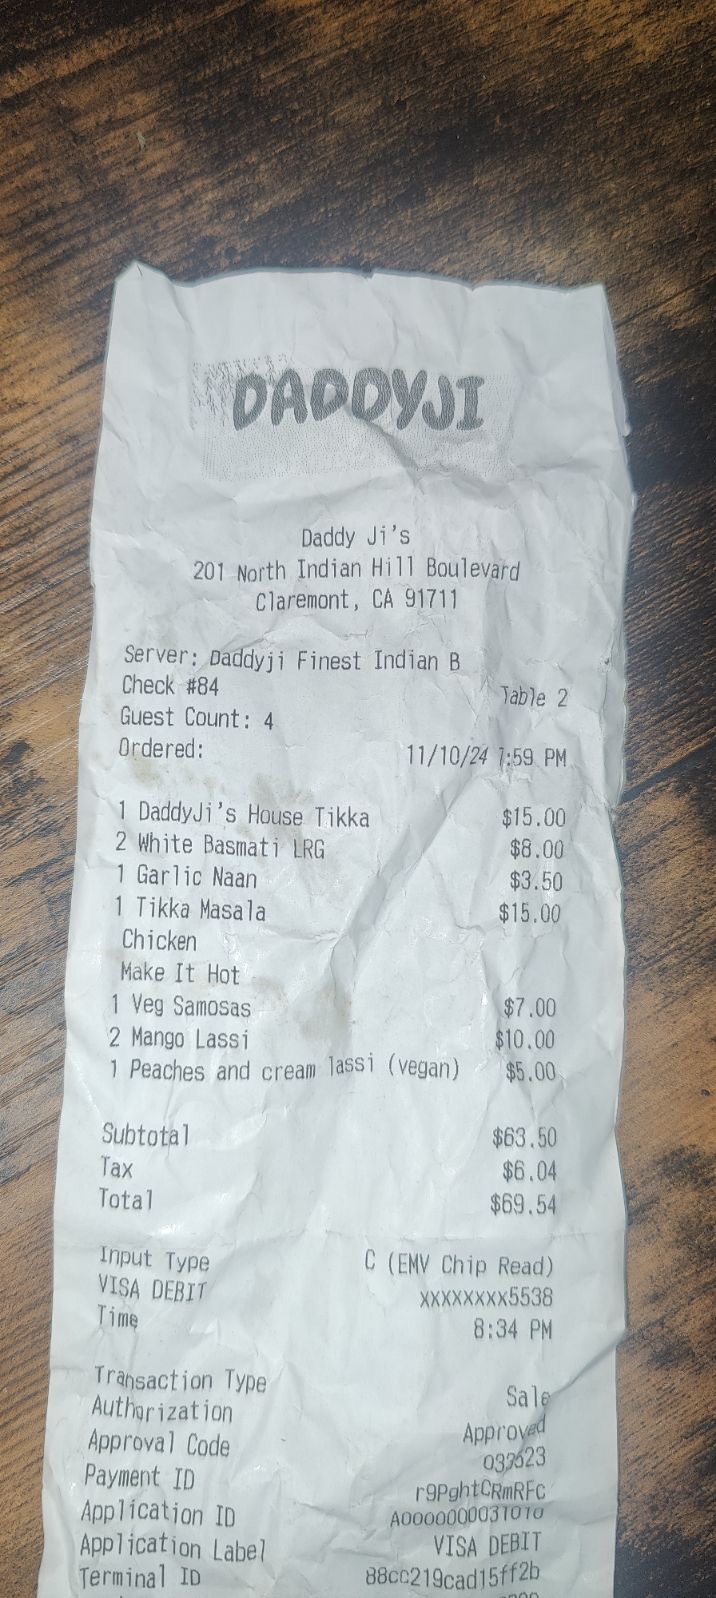 DADDYJI
Daddy Ji's
201 North Indian Hill Boulevard
Claremont, CA 91711
Server: Daddyji Finest Indian B
Check #84 Table 2
Guest Count: 4
Ordered: 11/10/24 7:59 PM
1 DaddyJi's House Tikka $15.00
2 White Basmati LRG $8.00
1 Garlic Naan $3.50
1 Tikka Masala $15.00
Chicken
Make It Hot
1 Veg Samosas $7.00
2 Mango Lassi $10.00
1 Peaches and cream lassi (vegan) $5.00
Subtotal $63.50
Tax $6.04
Total $69.54
Input Type C (EMV Chip Read)
VISA DEBIT xxxxxxxx5538
Time 8:34 PM
Transaction Type Sale
Authorization Approved
Approval Code
Payment ID r9PghtCRmRFc
Application ID A0000000031010
Application Label VISA DEBIT
Terminal ID 88cc219cad15ff2b